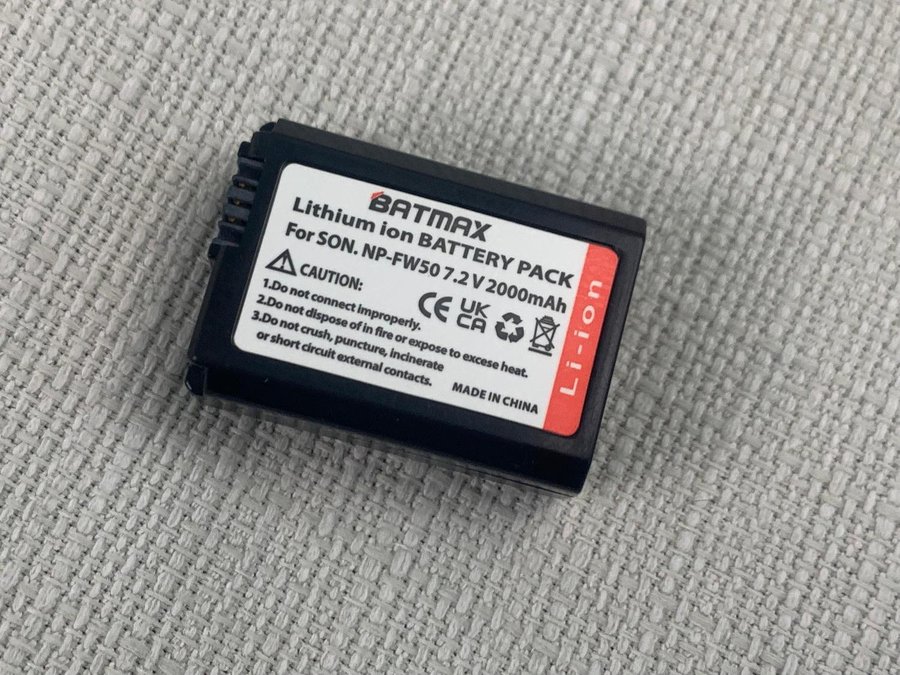 BATMAX
Lithium ion BATTERY PACK
For SON. NP-FW50 7.2V 2000mAh
CAUTION:
1.Do not connect improperly.
2.Do not dispose of in fire or expose to excese heat.
3.Do not crush, puncture, incinerate
or short circuit external contacts.
CE UK
CA
MADE IN CHINA
Li-ion